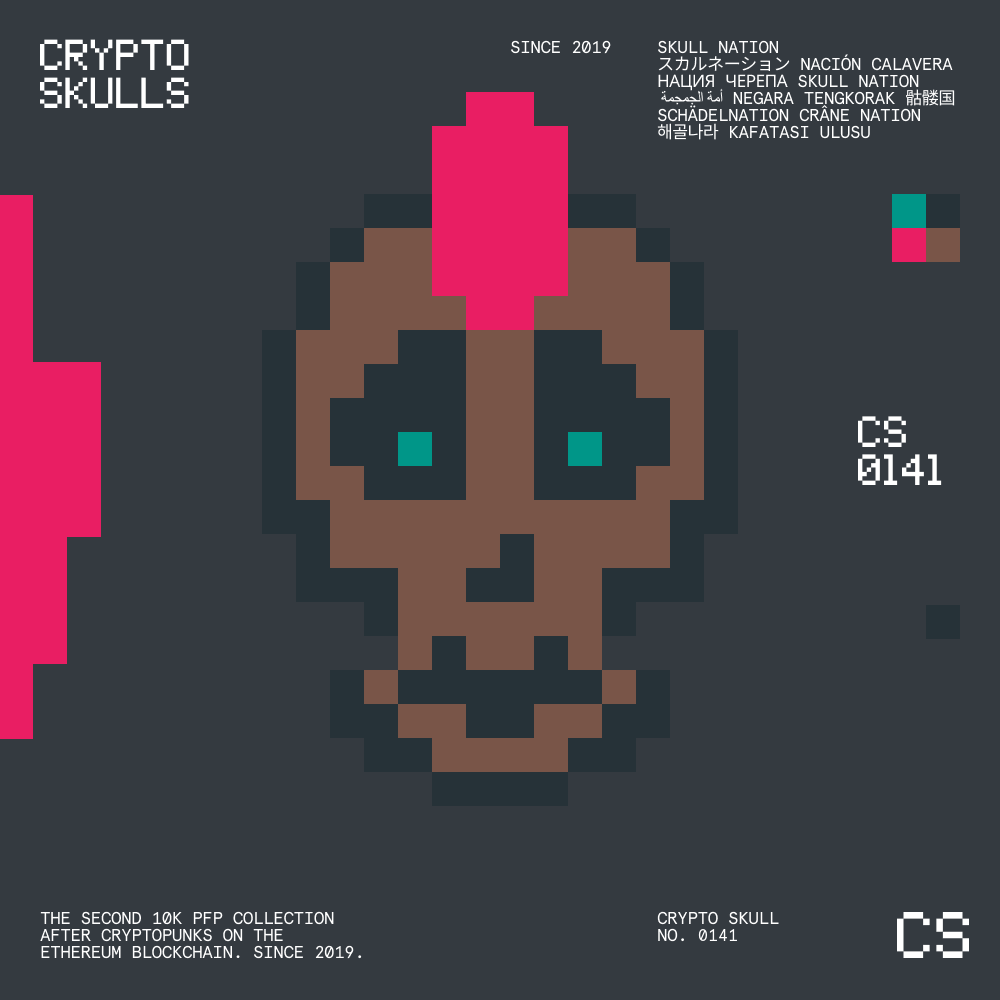 CRYPTO
SKULLS
SINCE 2019
SKULL NATION
スカルネーション NACIÓN CALAVERA
НАЦИЯ ЧЕРЕПА SKULL NATION
أمة الجمجمة NEGARA TENGKORAK 骷髅国
SCHÄDELNATION CRÂNE NATION
해골나라 KAFATASI ULUSU
CS
0141
THE SECOND 10K PFP COLLECTION
AFTER CRYPTOPUNKS ON THE
ETHEREUM BLOCKCHAIN. SINCE 2019.
CRYPTO SKULL
NO. 0141
CS